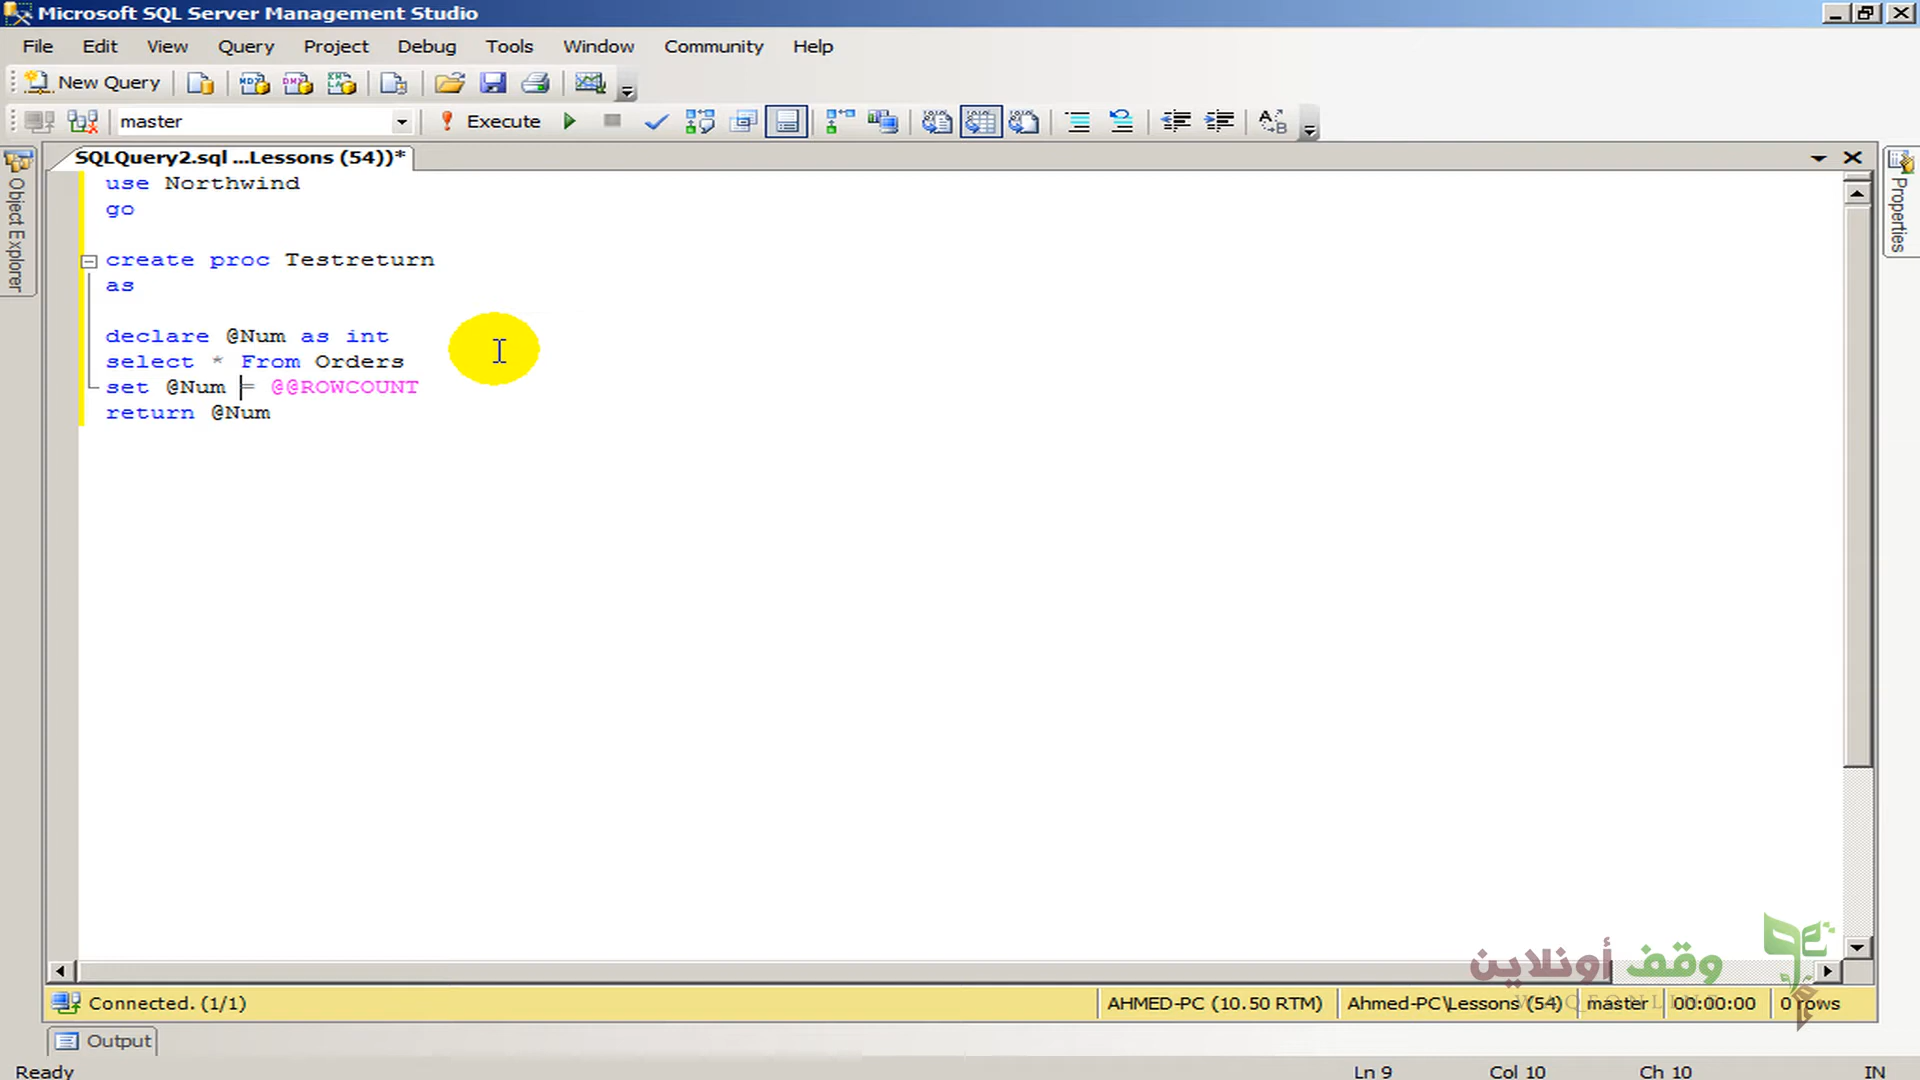 Microsoft SQL Server Management Studio
File Edit View Query Project Debug Tools Window Community Help
New Query
master Execute
SQLQuery2.sql ...Lessons (54))*
Object Explorer
Properties
use Northwind
go
create proc Testreturn
as
declare @Num as int
select * From Orders
set @Num = @@ROWCOUNT
return @Num
وقف أونلاين
Connected. (1/1) AHMED-PC (10.50 RTM) Ahmed-PC\Lessons (54) master 00:00:00 0 rows
Output
Ready Ln 9 Col 10 Ch 10 IN